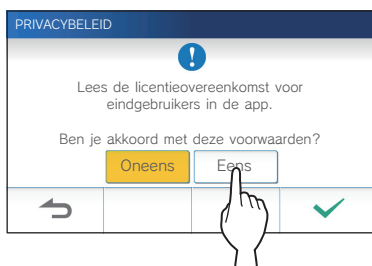 PRIVACYBELEID
Lees de licentieovereenkomst voor
eindgebruikers in de app.
Ben je akkoord met deze voorwaarden?
Oneens Eens